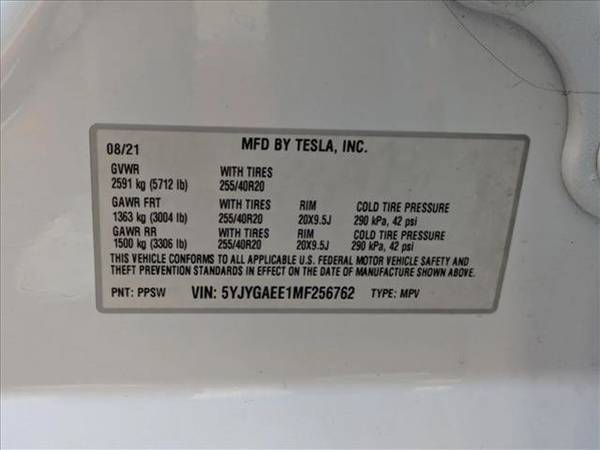 08/21 MFD BY TESLA, INC.
GVWR WITH TIRES
2591 kg (5712 lb) 255/40R20
GAWR FRT WITH TIRES RIM COLD TIRE PRESSURE
1363 kg (3004 lb) 255/40R20 20X9.5J 290 kPa, 42 psi
GAWR RR WITH TIRES RIM COLD TIRE PRESSURE
1500 kg (3306 lb) 255/40R20 20X9.5J 290 kPa, 42 psi
THIS VEHICLE CONFORMS TO ALL APPLICABLE U.S. FEDERAL MOTOR VEHICLE SAFETY AND
THEFT PREVENTION STANDARDS IN EFFECT ON THE DATE OF MANUFACTURE SHOWN ABOVE.
PNT: PPSW VIN: 5YJYGAEE1MF256762 TYPE: MPV